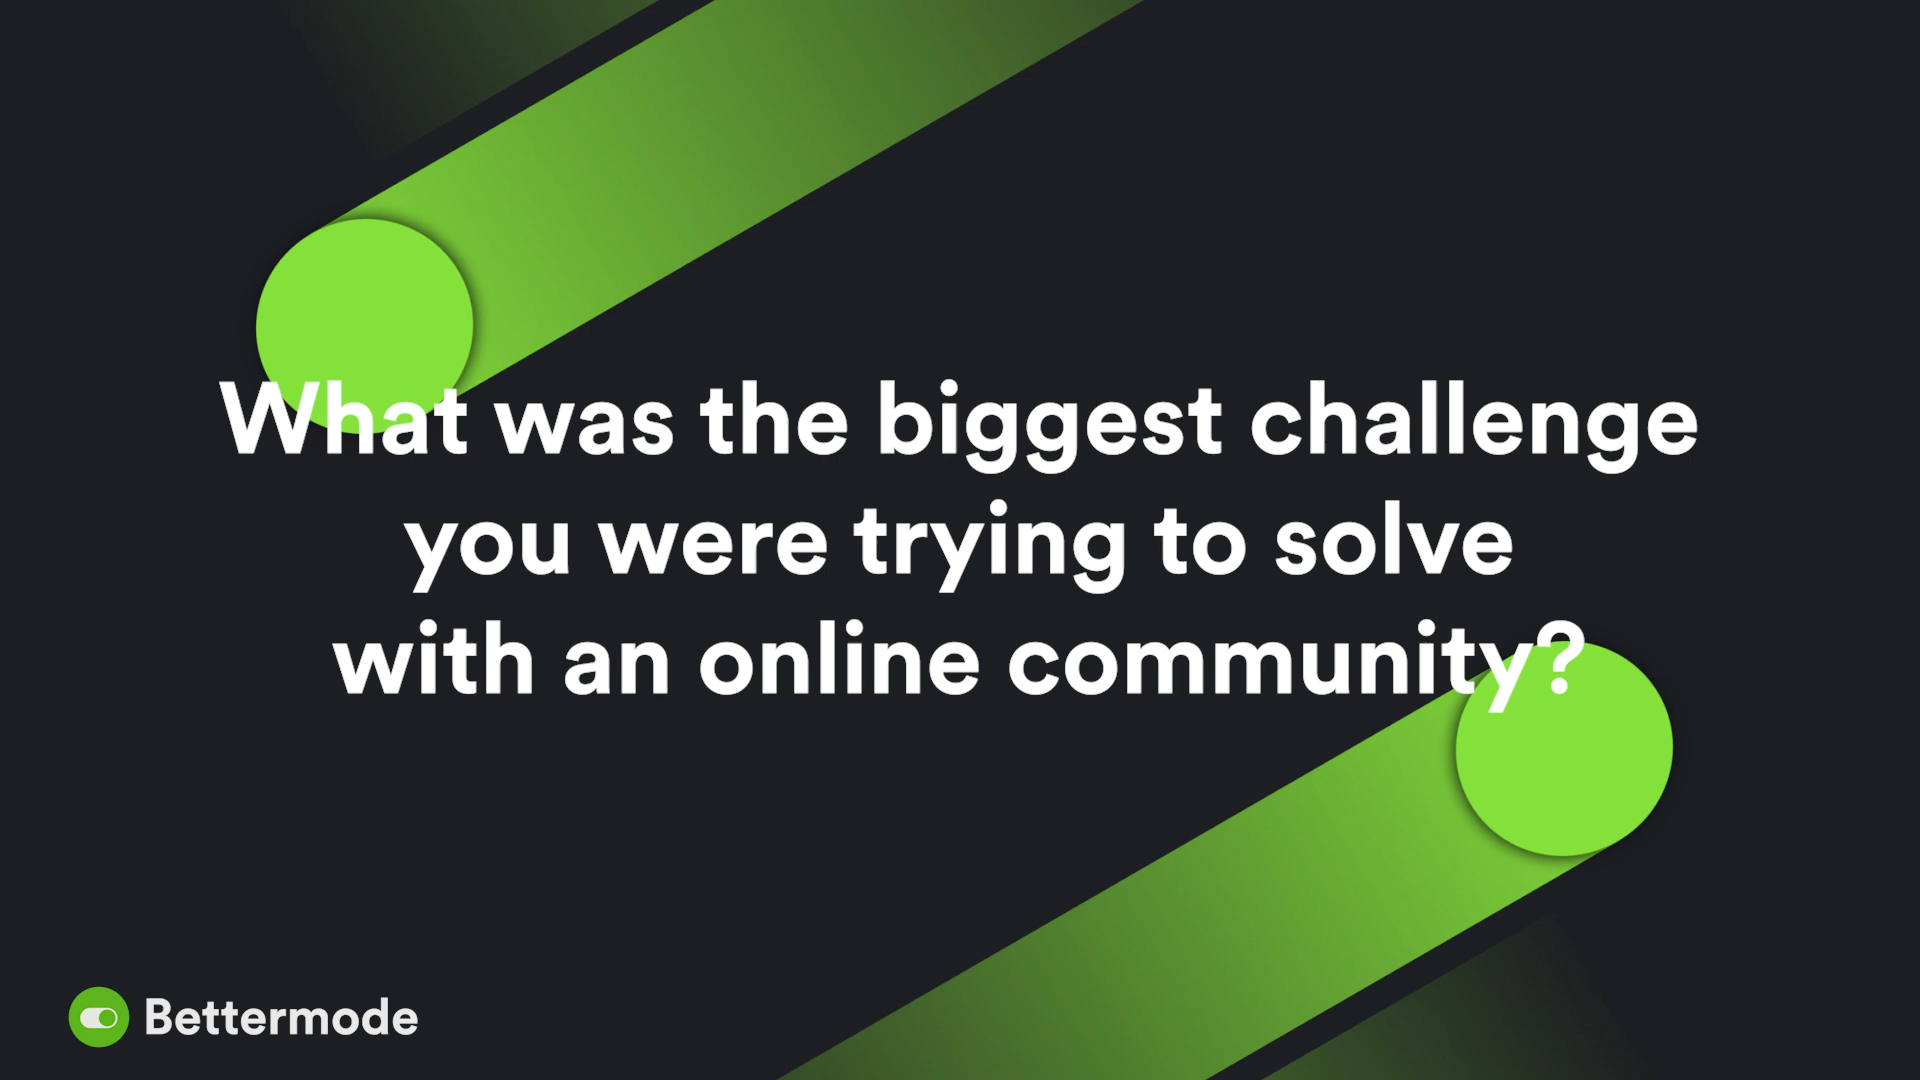 What was the biggest challenge
you were trying to solve
with an online community?
Bettermode